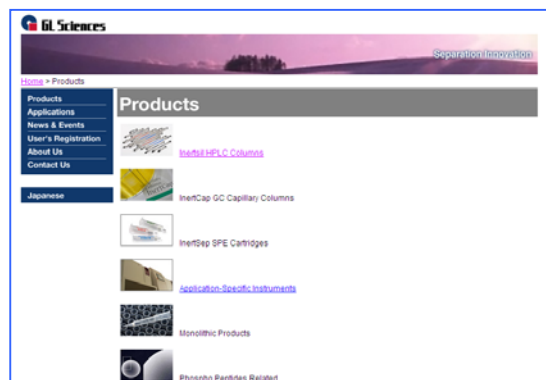 GL Sciences
Separation Innovation
Home > Products
Products
Applications
News & Events
User's Registration
About Us
Contact Us
Japanese
Products
Inertsil HPLC Columns
InertCap GC Capillary Columns
InertSep SPE Cartridges
Application-Specific Instruments
Monolithic Products
Phospho Peptides Related